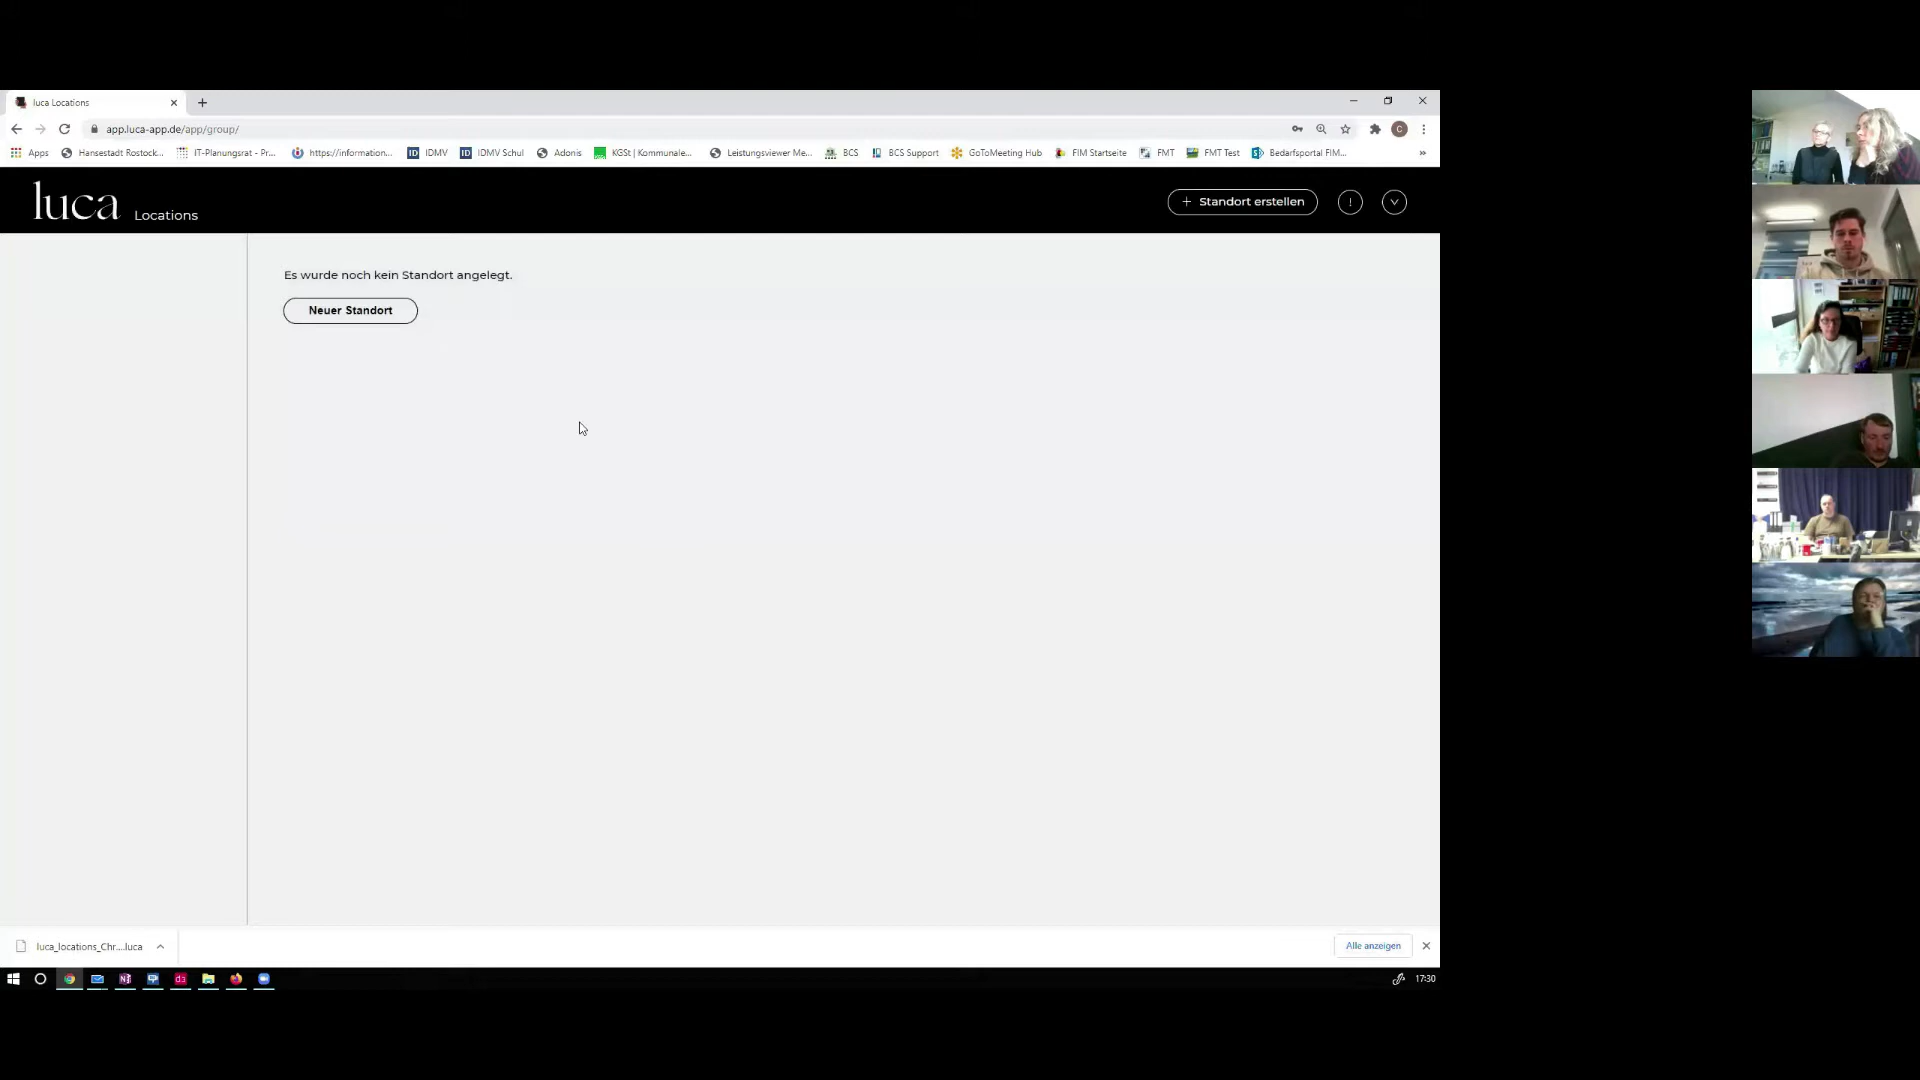 luca Locations
app.luca-app.de/app/group/
Apps Hansestadt Rostock... IT-Planungsrat - Pr... https://information... IDMV IDMV Schul Adonis KGSt | Kommunale... Leistungsviewer Me... BCS BCS Support GoToMeeting Hub FIM Startseite FMT FMT Test Bedarfsportal FIM... »
luca Locations
+ Standort erstellen
Es wurde noch kein Standort angelegt.
Neuer Standort
luca_locations_Chr....luca
Alle anzeigen
17:30